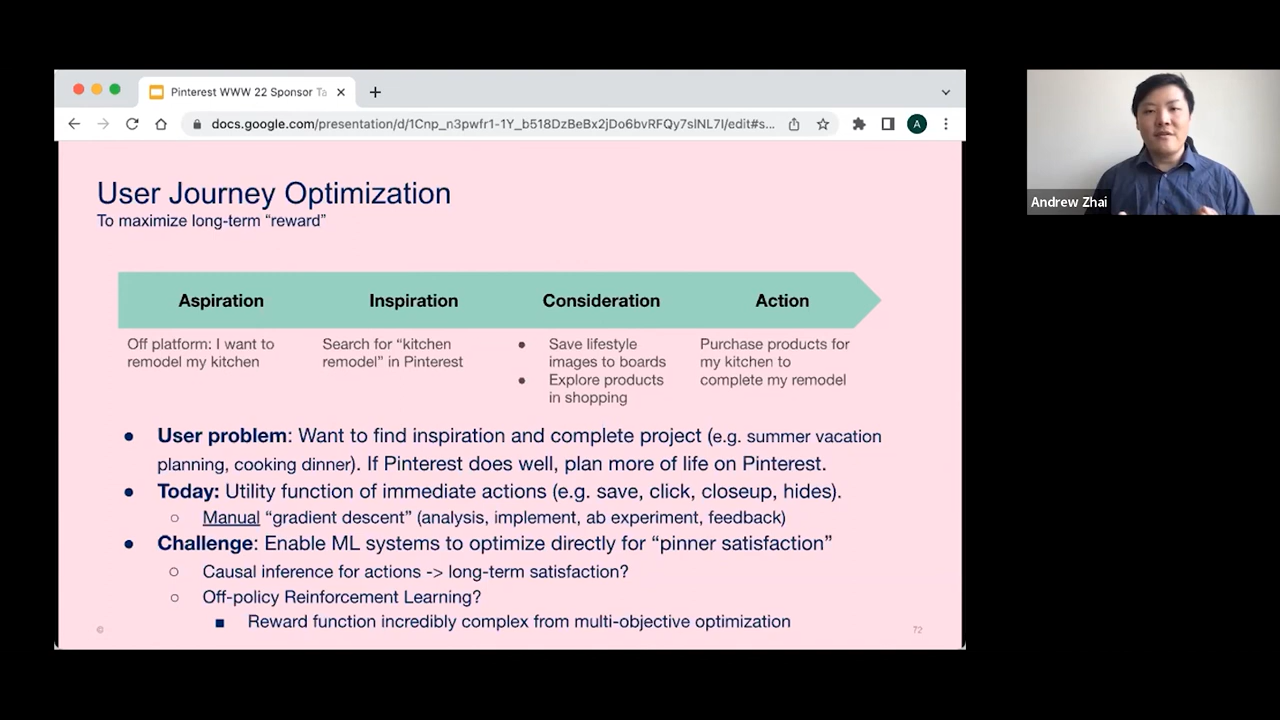 Pinterest WWW 22 Sponsor Ta
docs.google.com/presentation/d/1Cnp_n3pwfr1-1Y_b518DzBeBx2jDo6bvRFQy7slNL7I/edit#s...
A
User Journey Optimization
To maximize long-term “reward”
Andrew Zhai
Aspiration Inspiration Consideration Action
Off platform: I want to
remodel my kitchen
Search for “kitchen
remodel” in Pinterest
● Save lifestyle
images to boards
● Explore products
in shopping
Purchase products for
my kitchen to
complete my remodel
● User problem: Want to find inspiration and complete project (e.g. summer vacation
planning, cooking dinner). If Pinterest does well, plan more of life on Pinterest.
● Today: Utility function of immediate actions (e.g. save, click, closeup, hides).
○ Manual “gradient descent” (analysis, implement, ab experiment, feedback)
● Challenge: Enable ML systems to optimize directly for “pinner satisfaction”
○ Causal inference for actions -> long-term satisfaction?
○ Off-policy Reinforcement Learning?
■ Reward function incredibly complex from multi-objective optimization
©
72